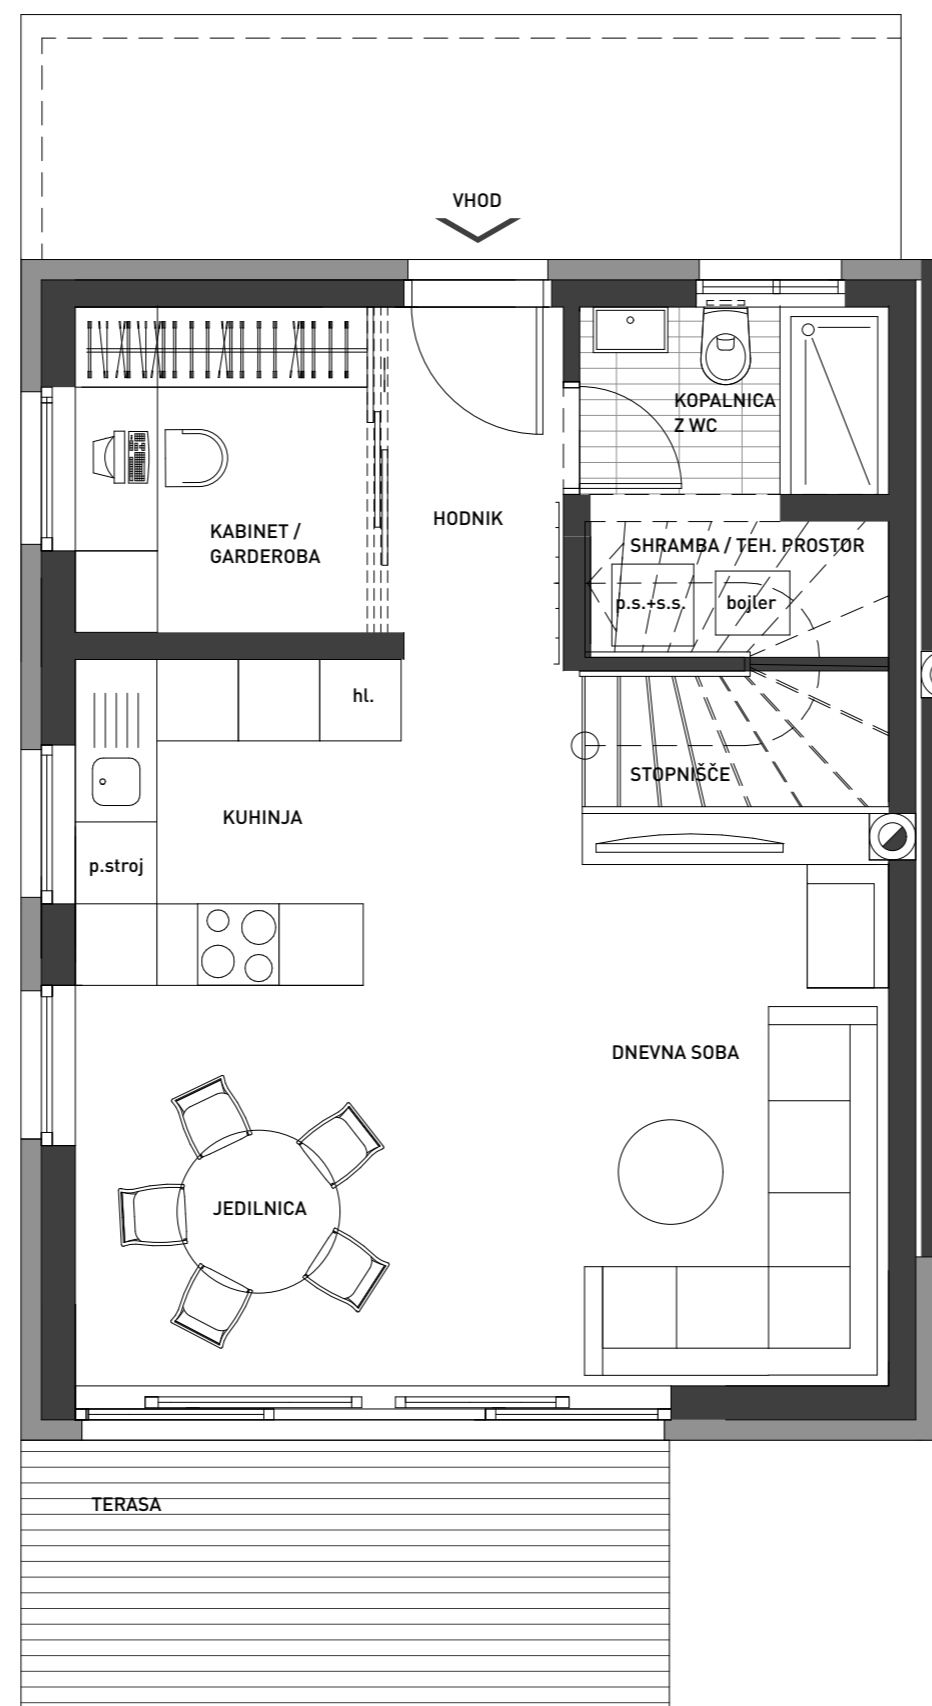 VHOD
KOPALNICA
Z WC
HODNIK
KABINET /
GARDEROBA
SHRAMBA / TEH. PROSTOR
p.s.+s.s.
bojler
hl.
STOPNIŠČE
KUHINJA
p.stroj
DNEVNA SOBA
JEDILNICA
TERASA